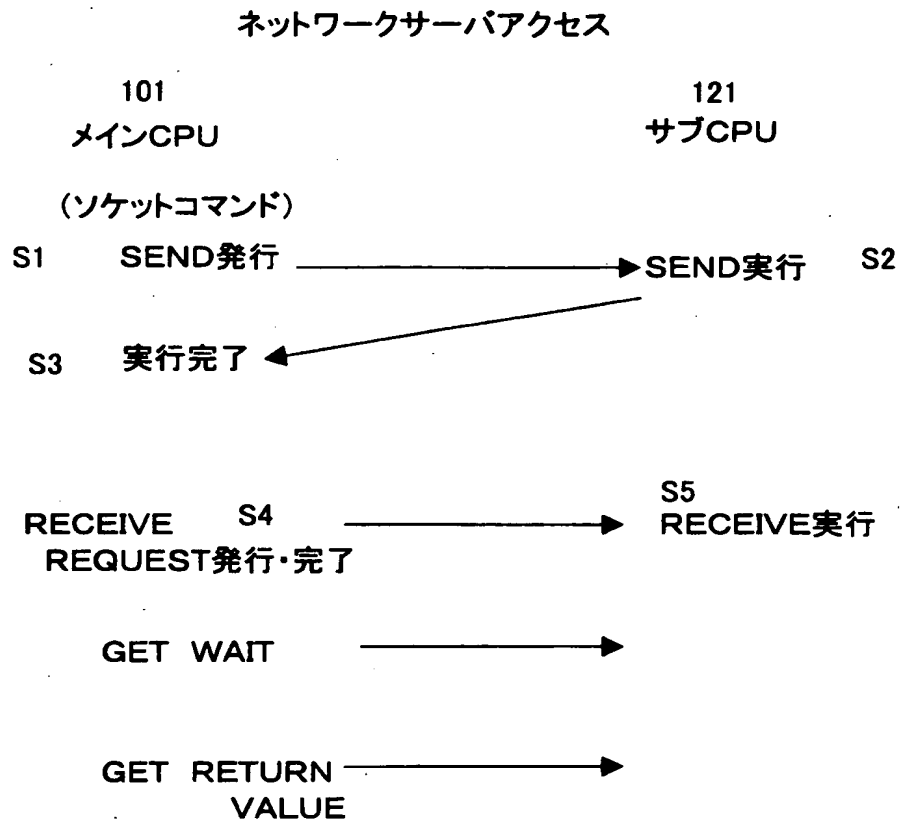 ネットワークサーバアクセス
101 121
メインCPU サブCPU
(ソケットコマンド)
S1 SEND発行 SEND実行 S2
S3 実行完了
S5
RECEIVE S4 RECEIVE実行
REQUEST発行・完了
GET WAIT
GET RETURN
VALUE